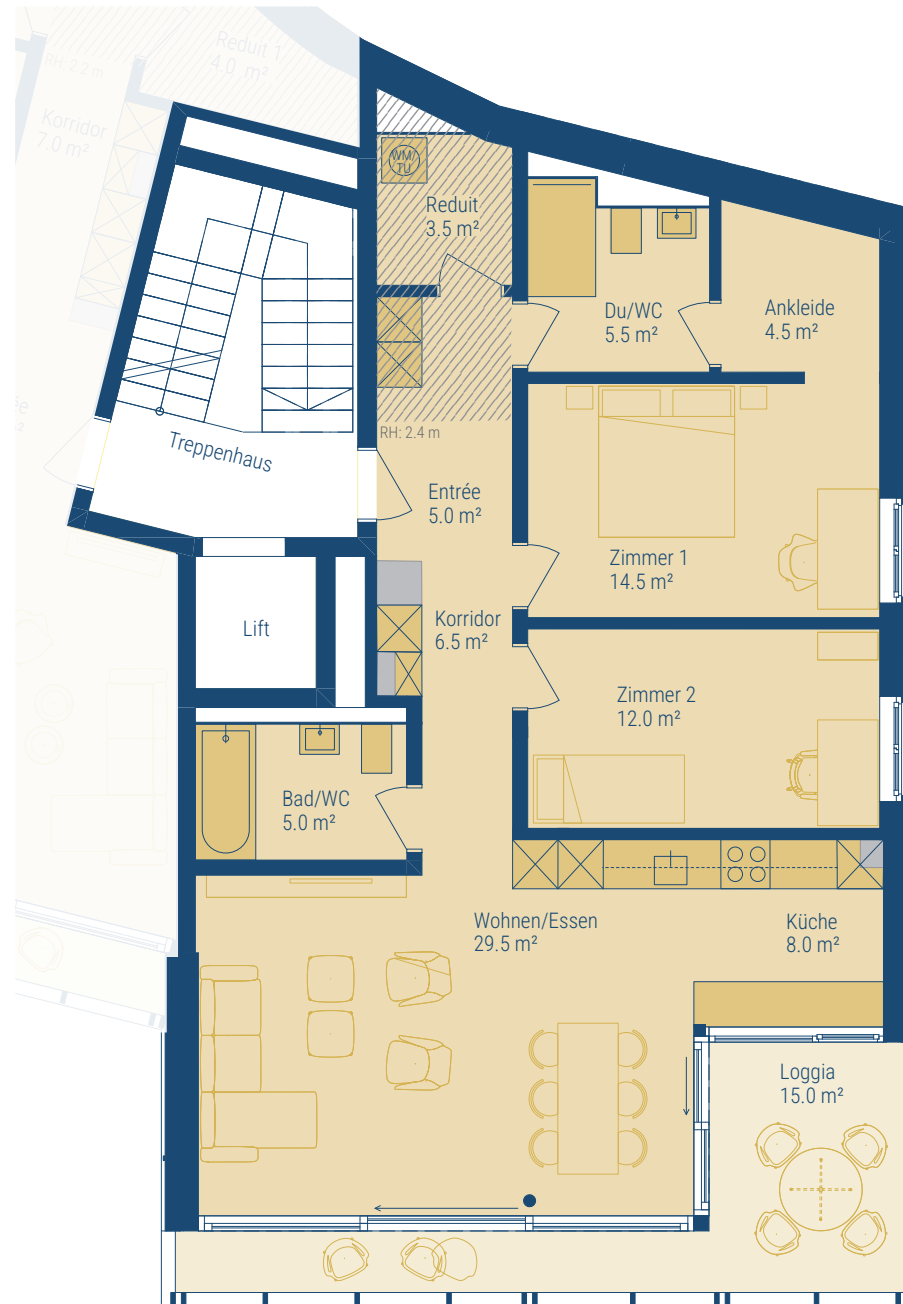 Reduit 1
4.0 m²
RH: 2.2 m
Korridor
7.0 m²
WM/
TU
Reduit
3.5 m²
Du/WC
5.5 m²
Ankleide
4.5 m²
RH: 2.4 m
Treppenhaus
Entrée
5.0 m²
Zimmer 1
14.5 m²
Korridor
6.5 m²
Lift
Zimmer 2
12.0 m²
Bad/WC
5.0 m²
Wohnen/Essen
29.5 m²
Küche
8.0 m²
Loggia
15.0 m²